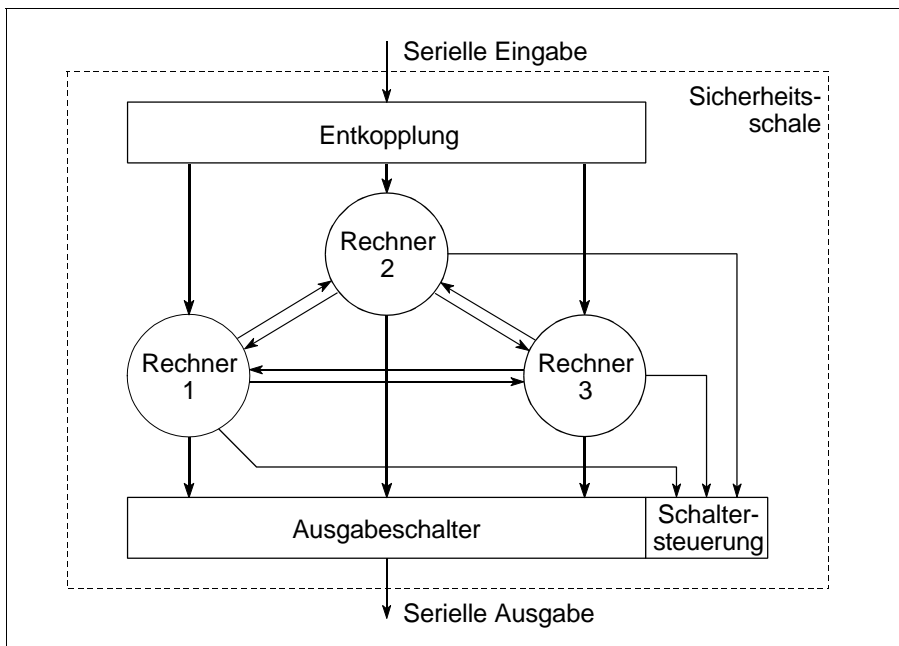 Serielle Eingabe
Sicherheits-
schale
Entkopplung
Rechner
2
Rechner
1
Rechner
3
Ausgabeschalter
Schalter-
steuerung
Serielle Ausgabe